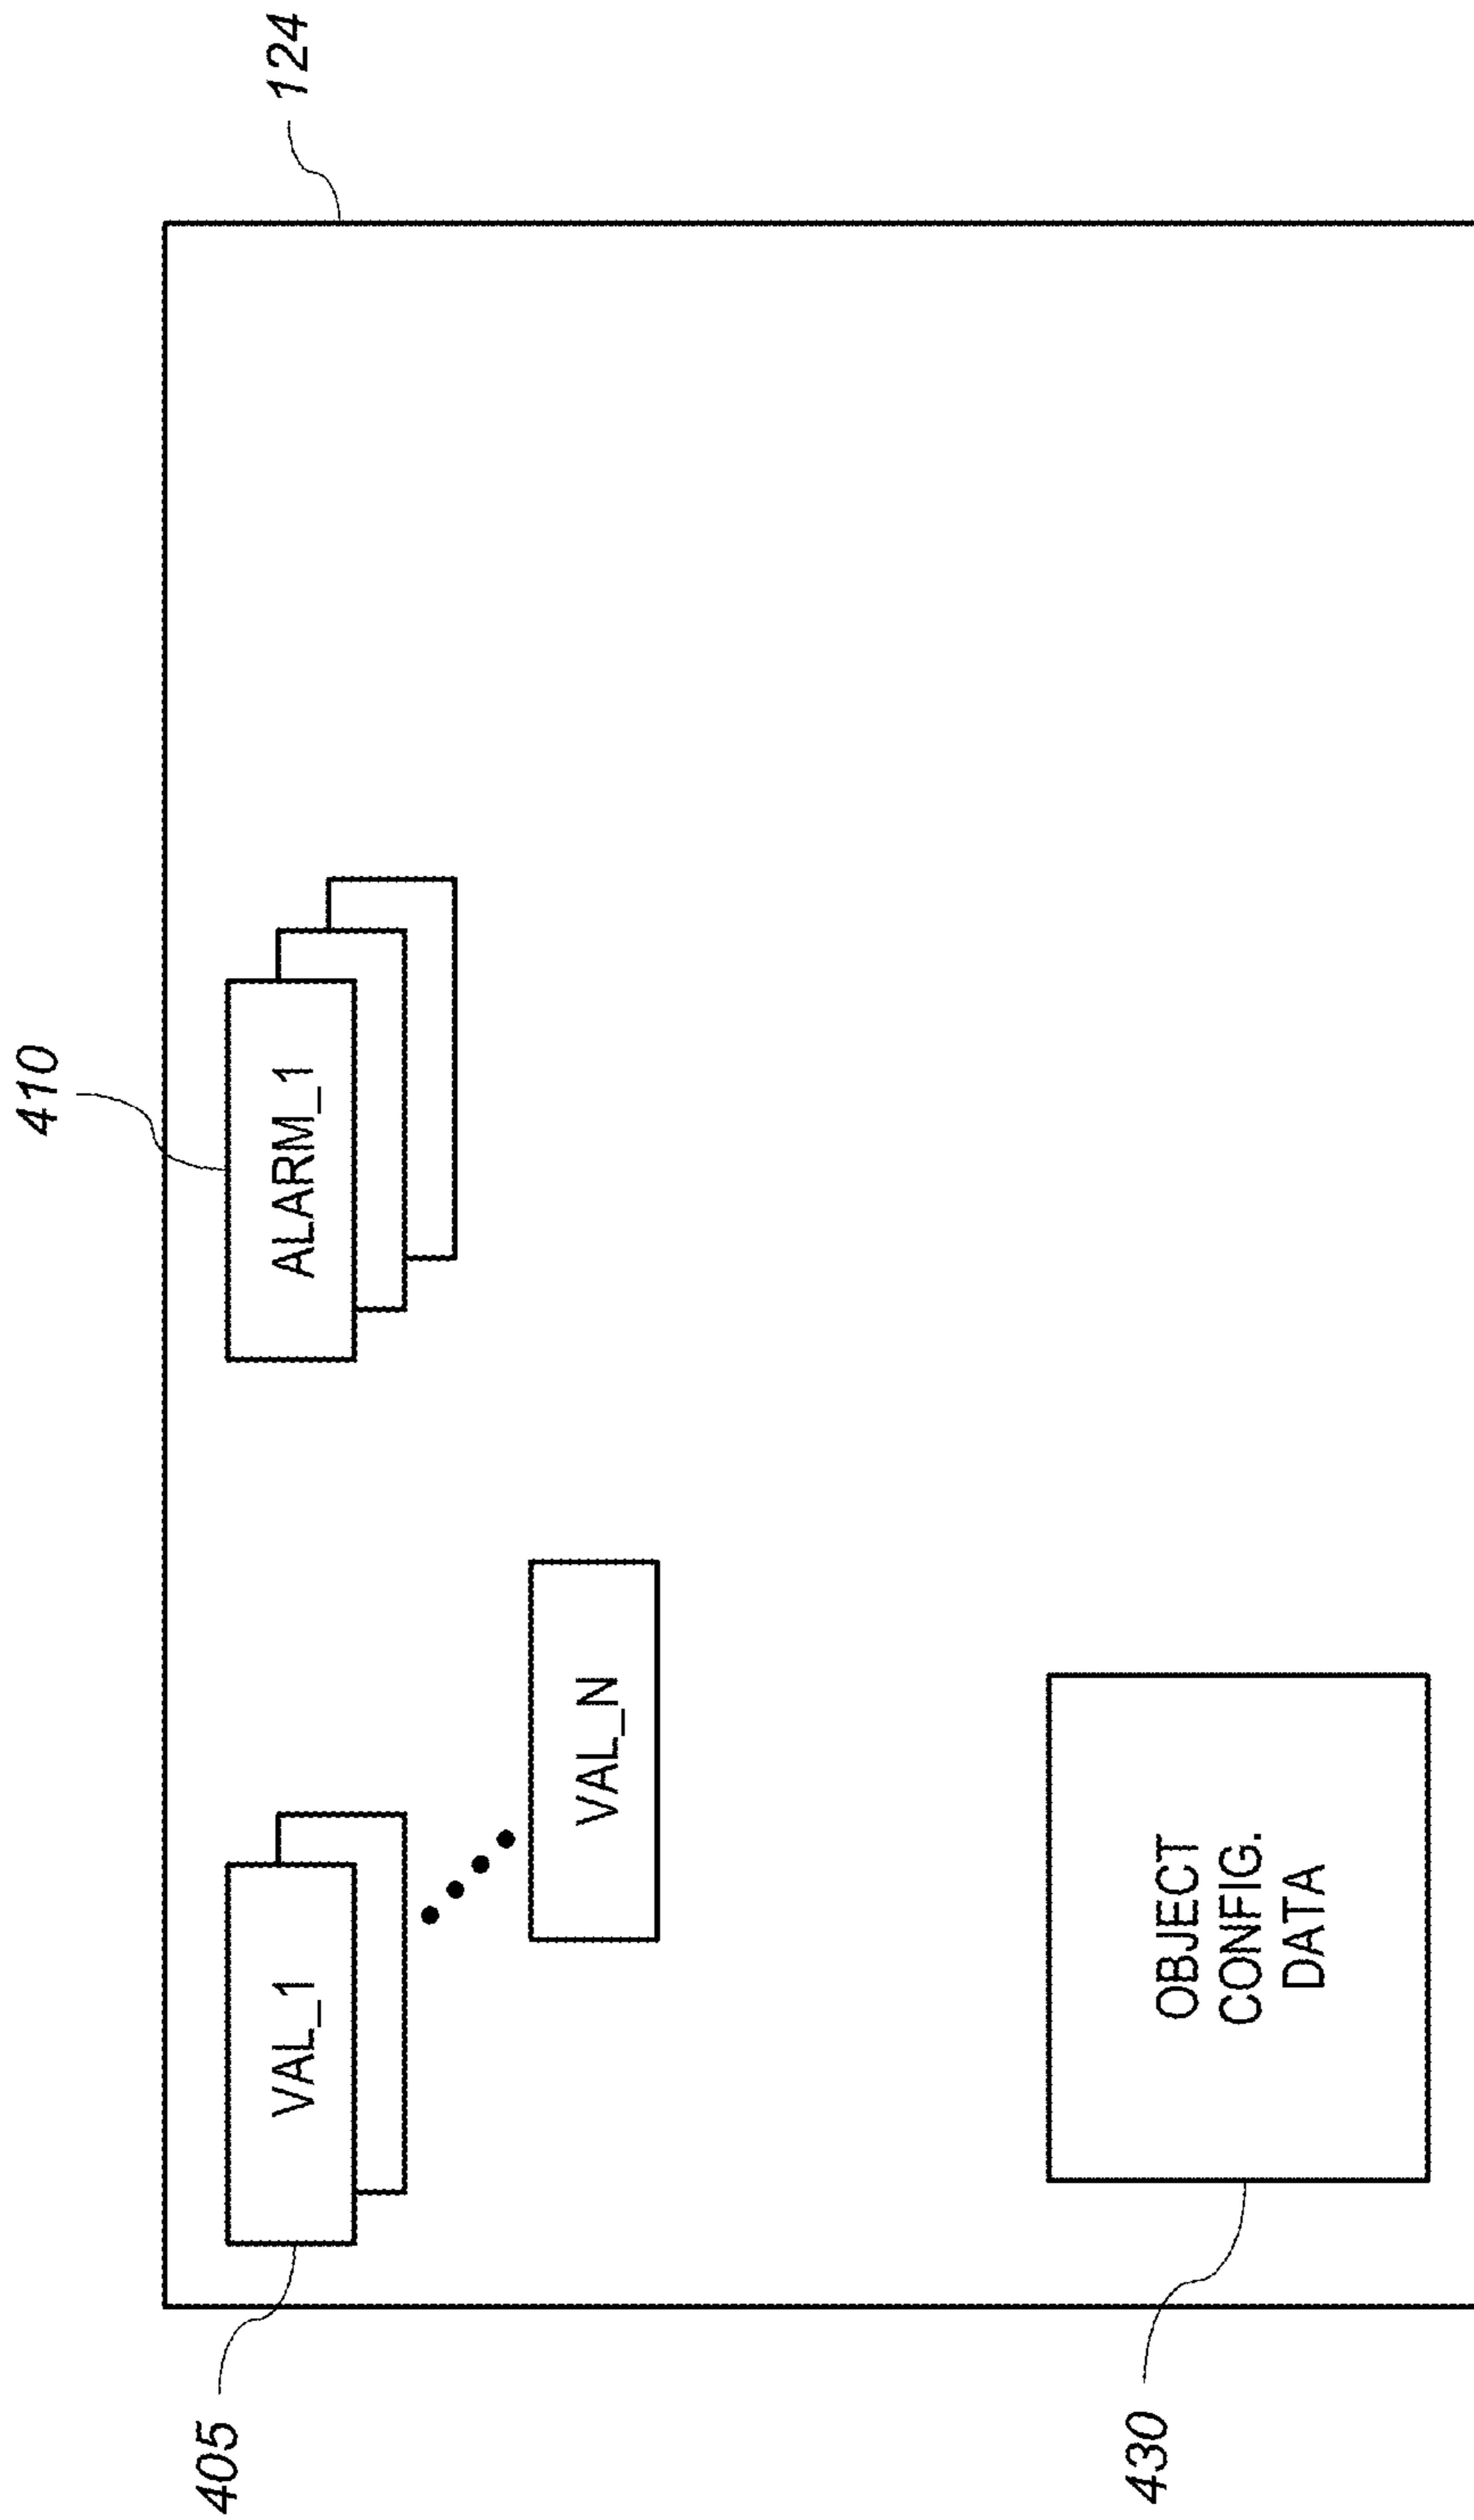 124
410
405
VAL_1
ALARM_1
VAL_N
430
OBJECT
CONFIG.
DATA